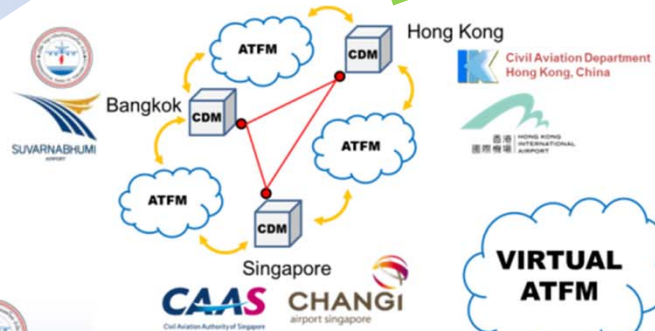 ATFM
Hong Kong
CDM
Civil Aviation Department
Hong Kong, China
Bangkok
CDM
SUVARNABHUMI
AIRPORT
ATFM
香港
國際機場
HONG KONG
INTERNATIONAL
AIRPORT
ATFM
CDM
Singapore
VIRTUAL
ATFM
CAAS
Civil Aviation Authority of Singapore
CHANGI
airport singapore